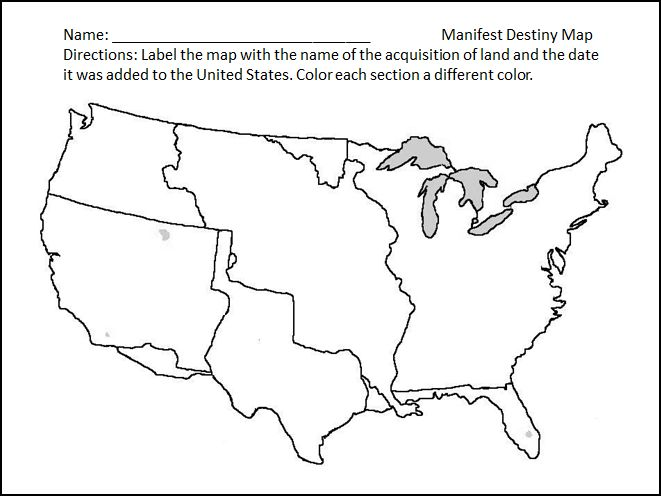 Name: ________________________________ Manifest Destiny Map
Directions: Label the map with the name of the acquisition of land and the date
it was added to the United States. Color each section a different color.